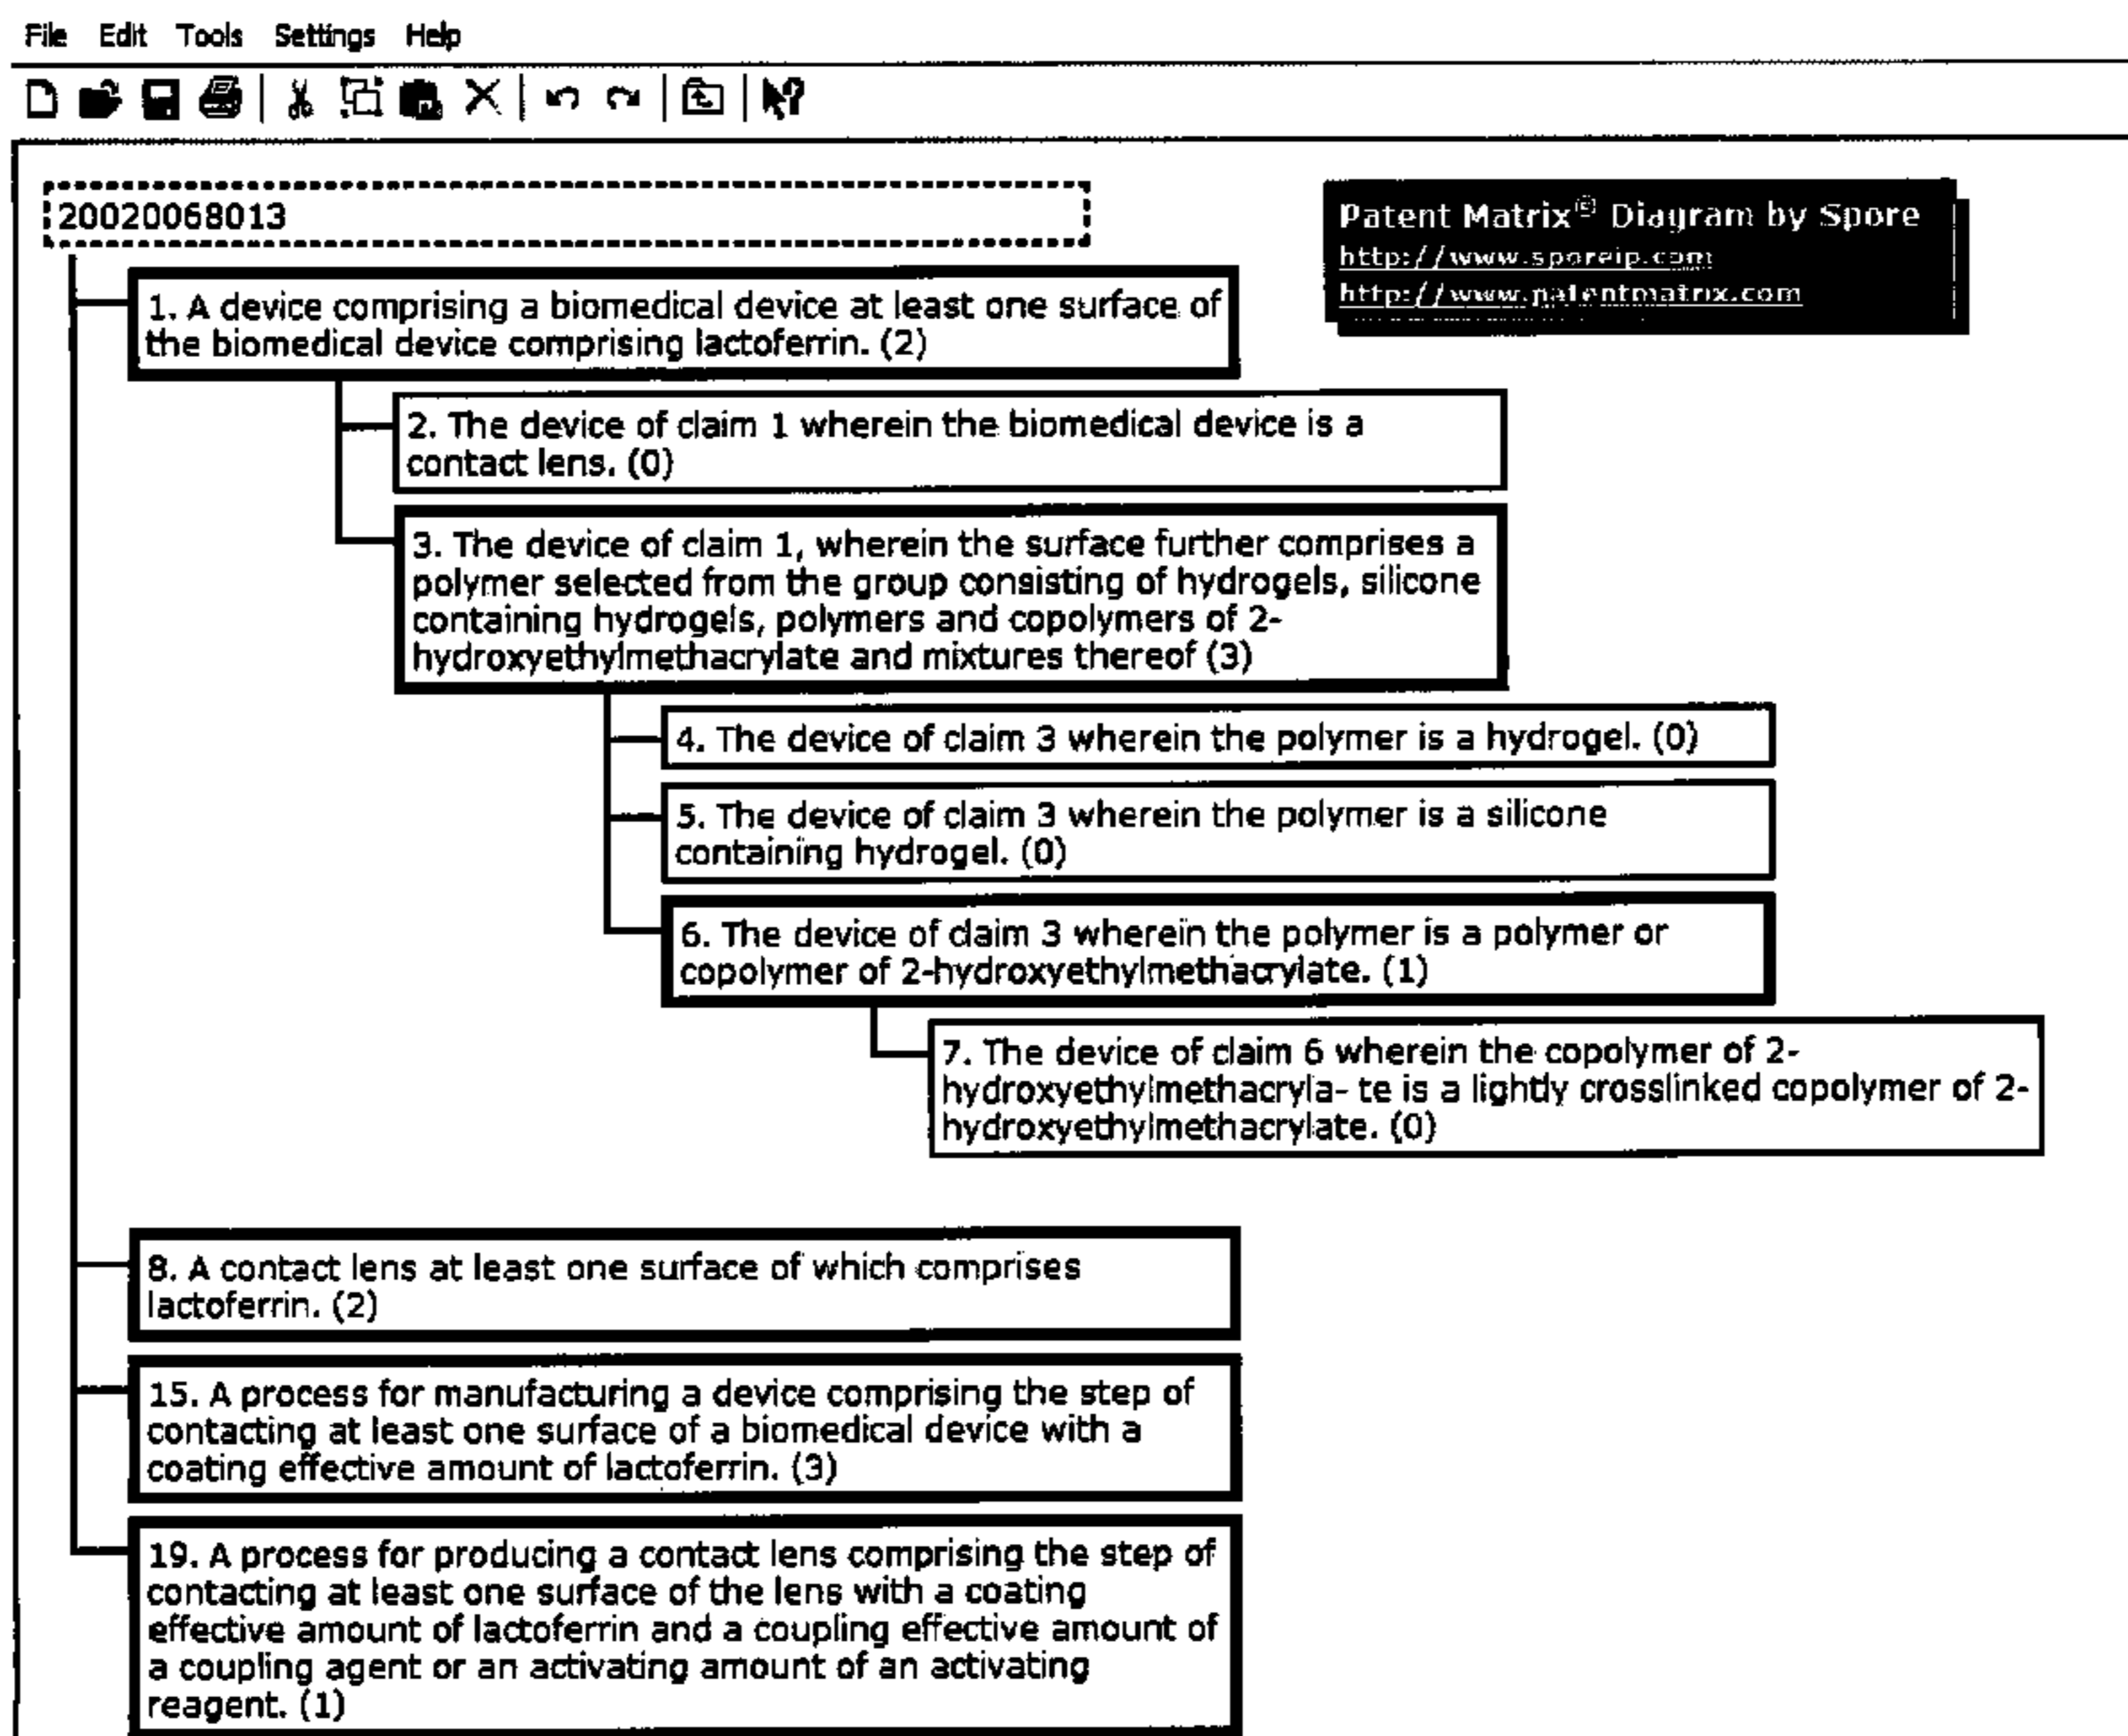 File Edit Tools Settings Help
20020068013
Patent Matrix© Diagram by Spore
http://www.sporeip.com
http://www.patentmatrix.com
1. A device comprising a biomedical device at least one surface of
the biomedical device comprising lactoferrin. (2)
2. The device of claim 1 wherein the biomedical device is a
contact lens. (0)
3. The device of claim 1, wherein the surface further comprises a
polymer selected from the group consisting of hydrogels, silicone
containing hydrogels, polymers and copolymers of 2-
hydroxyethylmethacrylate and mixtures thereof (3)
4. The device of claim 3 wherein the polymer is a hydrogel. (0)
5. The device of claim 3 wherein the polymer is a silicone
containing hydrogel. (0)
6. The device of claim 3 wherein the polymer is a polymer or
copolymer of 2-hydroxyethylmethacrylate. (1)
7. The device of claim 6 wherein the copolymer of 2-
hydroxyethylmethacryla- te is a lightly crosslinked copolymer of 2-
hydroxyethylmethacrylate. (0)
8. A contact lens at least one surface of which comprises
lactoferrin. (2)
15. A process for manufacturing a device comprising the step of
contacting at least one surface of a biomedical device with a
coating effective amount of lactoferrin. (3)
19. A process for producing a contact lens comprising the step of
contacting at least one surface of the lens with a coating
effective amount of lactoferrin and a coupling effective amount of
a coupling agent or an activating amount of an activating
reagent. (1)